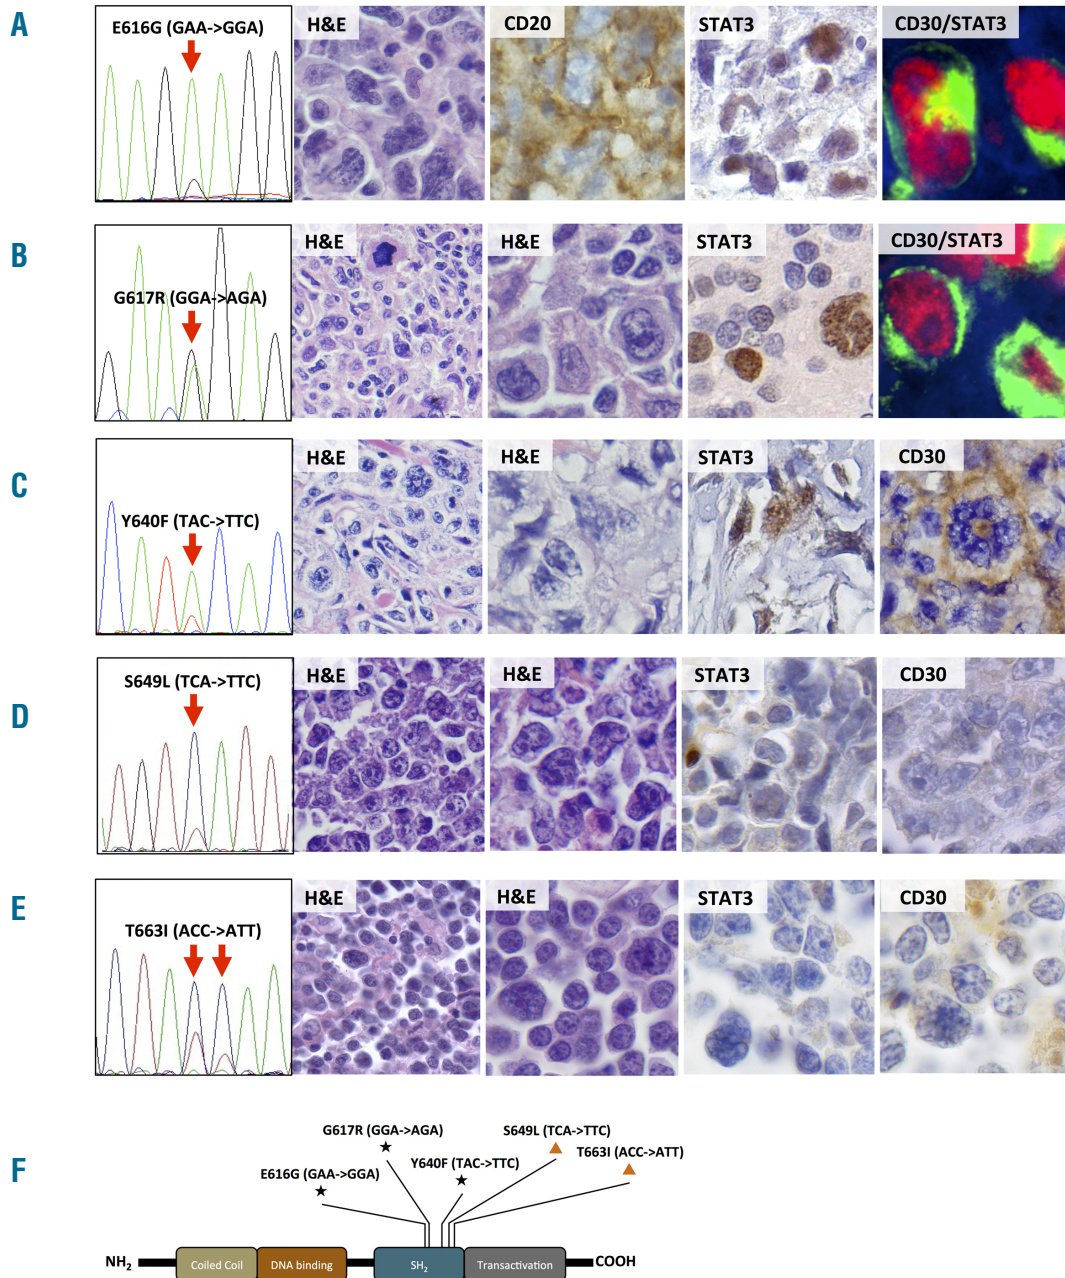 A
E616G (GAA->GGA)
H&E
CD20
STAT3
CD30/STAT3
B
G617R (GGA->AGA)
H&E
H&E
STAT3
CD30/STAT3
C
Y640F (TAC->TTC)
H&E
H&E
STAT3
CD30
D
S649L (TCA->TTC)
H&E
H&E
STAT3
CD30
E
T663I (ACC->ATT)
H&E
H&E
STAT3
CD30
F
G617R (GGA->AGA)
S649L (TCA->TTC)
E616G (GAA->GGA)
Y640F (TAC->TTC)
T663I (ACC->ATT)
NH₂
Coiled Coil
DNA binding
SH₂
Transactivation
COOH